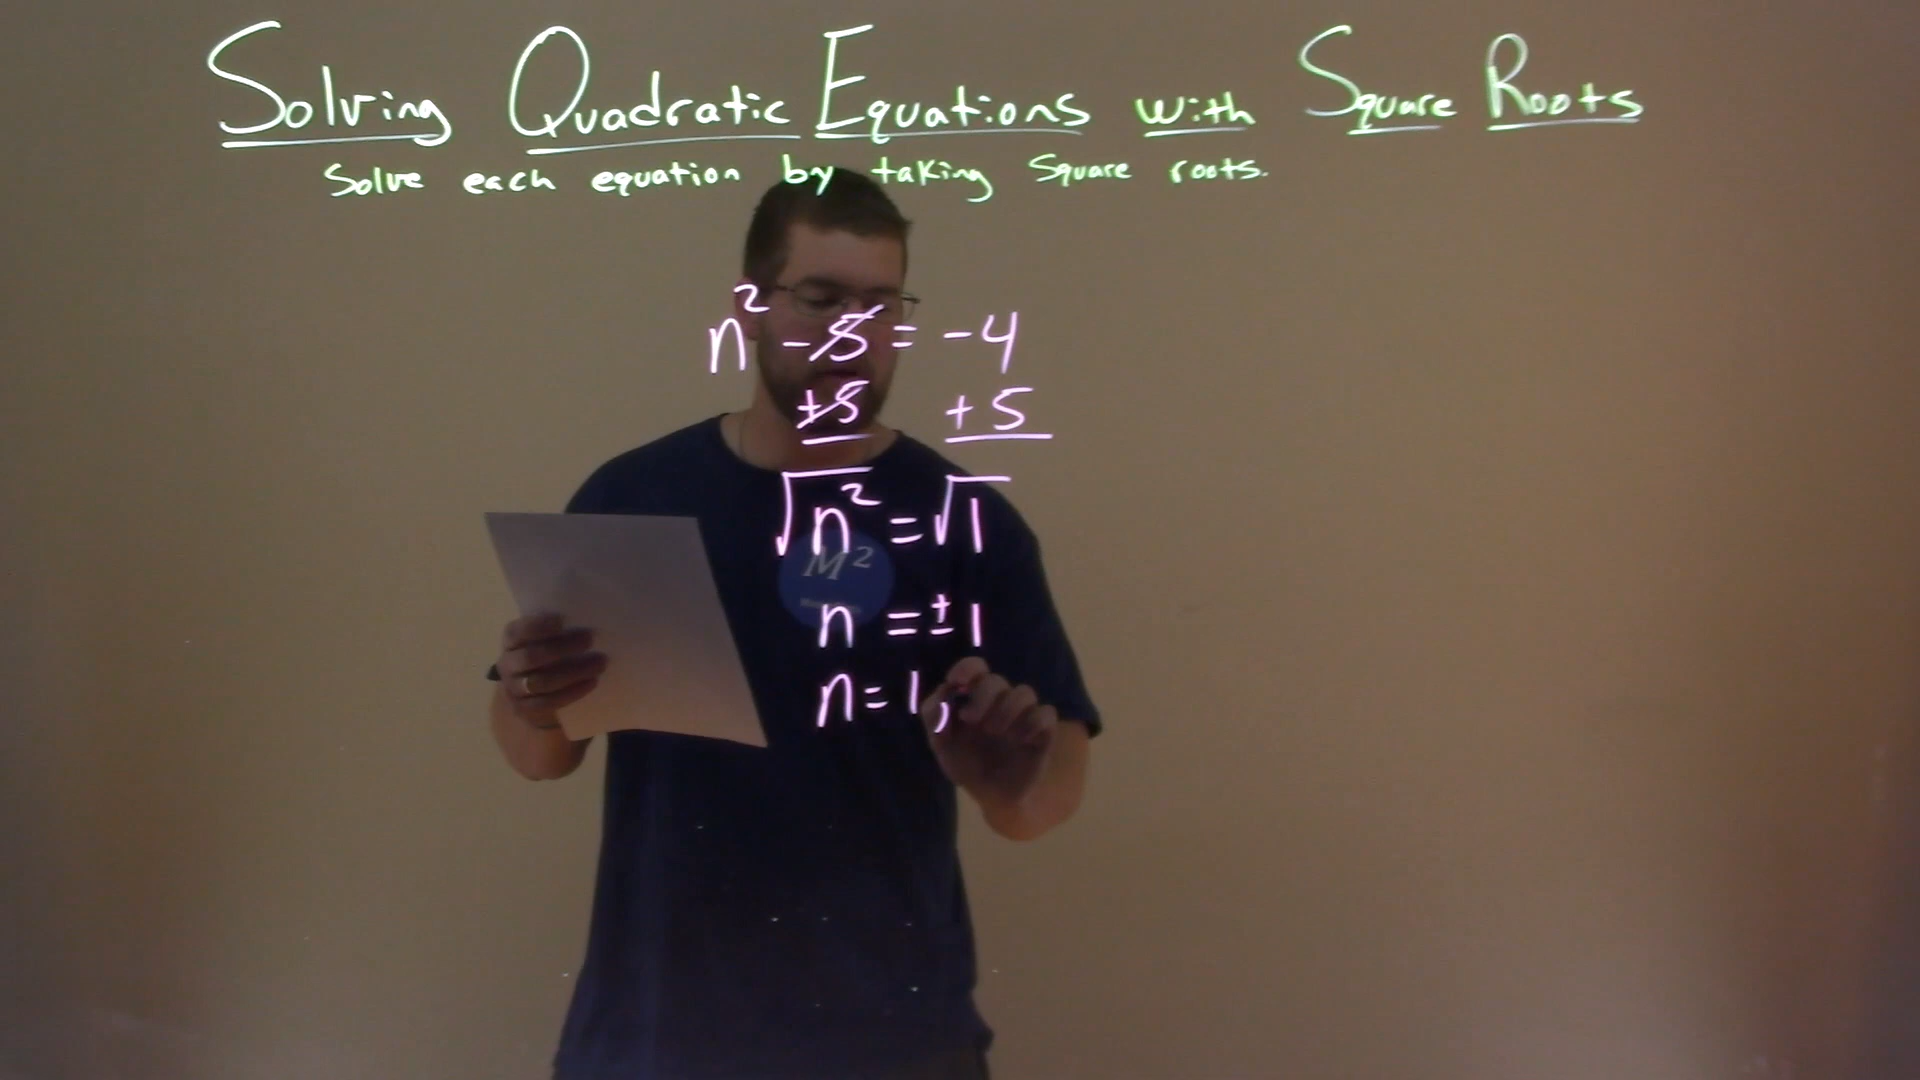 Solving Quadratic Equations with Square Roots
Solve each equation by taking Square roots.
n² - 5 = -4
+5 +5
√n² = √1
M²
n = ±1
n = 1,